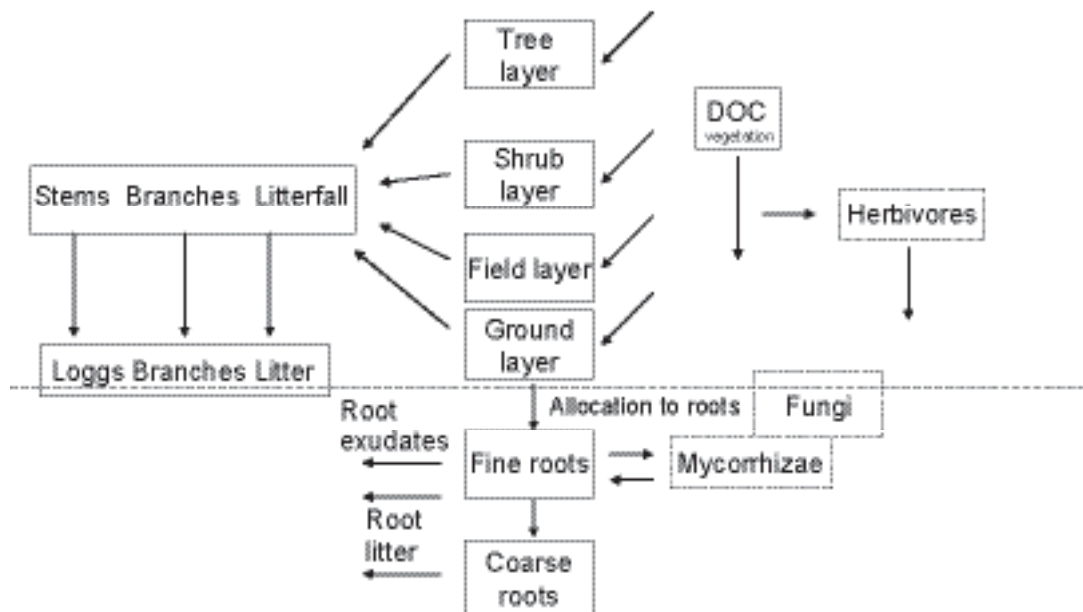 Tree
layer
DOC
vegetation
Shrub
layer
Stems Branches Litterfall
Herbivores
Field layer
Ground
layer
Loggs Branches Litter
Allocation to roots
Fungi
Root
exudates
Fine roots
Mycorrhizae
Root
litter
Coarse
roots